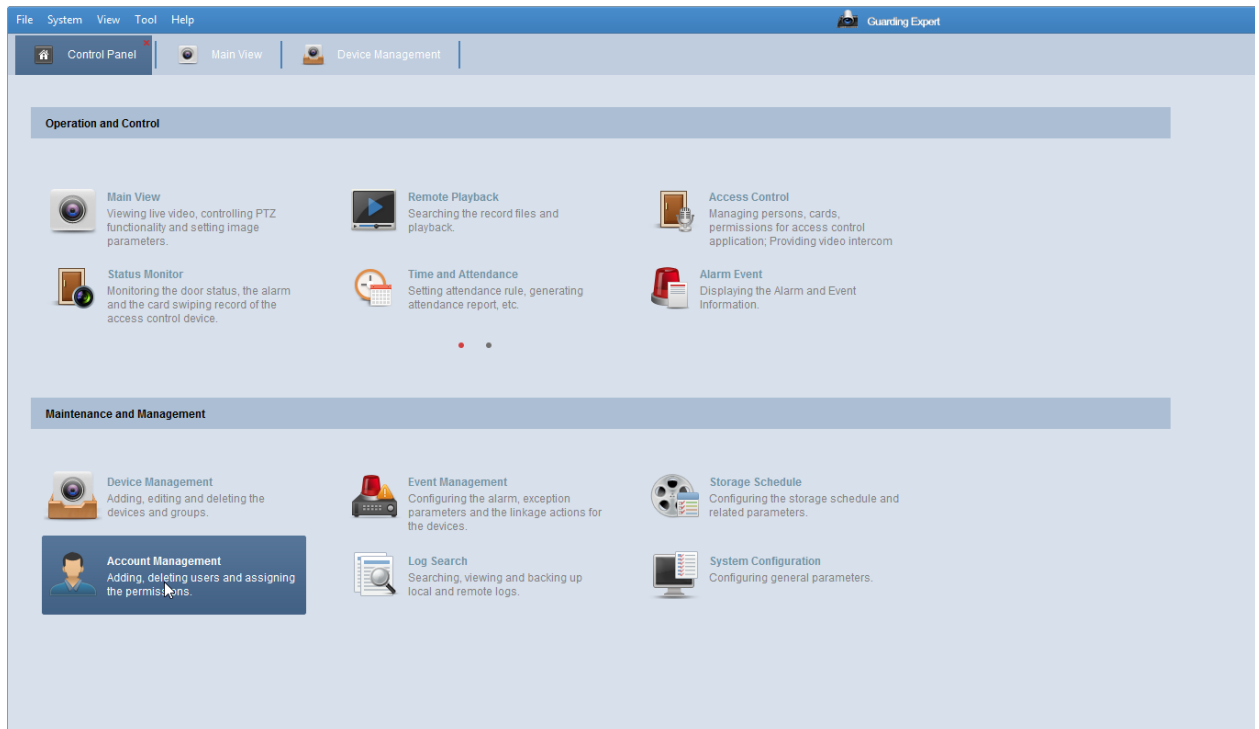 File System View Tool Help
Guarding Expert
Control Panel
Main View
Device Management
Operation and Control
Main View
Viewing live video, controlling PTZ
functionality and setting image
parameters.
Remote Playback
Searching the record files and
playback.
Access Control
Managing persons, cards,
permissions for access control
application; Providing video intercom
Status Monitor
Monitoring the door status, the alarm
and the card swiping record of the
access control device.
Time and Attendance
Setting attendance rule, generating
attendance report, etc.
Alarm Event
Displaying the Alarm and Event
Information.
Maintenance and Management
Device Management
Adding, editing and deleting the
devices and groups.
Event Management
Configuring the alarm, exception
parameters and the linkage actions for
the devices.
Storage Schedule
Configuring the storage schedule and
related parameters.
Account Management
Adding, deleting users and assigning
the permissions.
Log Search
Searching, viewing and backing up
local and remote logs.
System Configuration
Configuring general parameters.